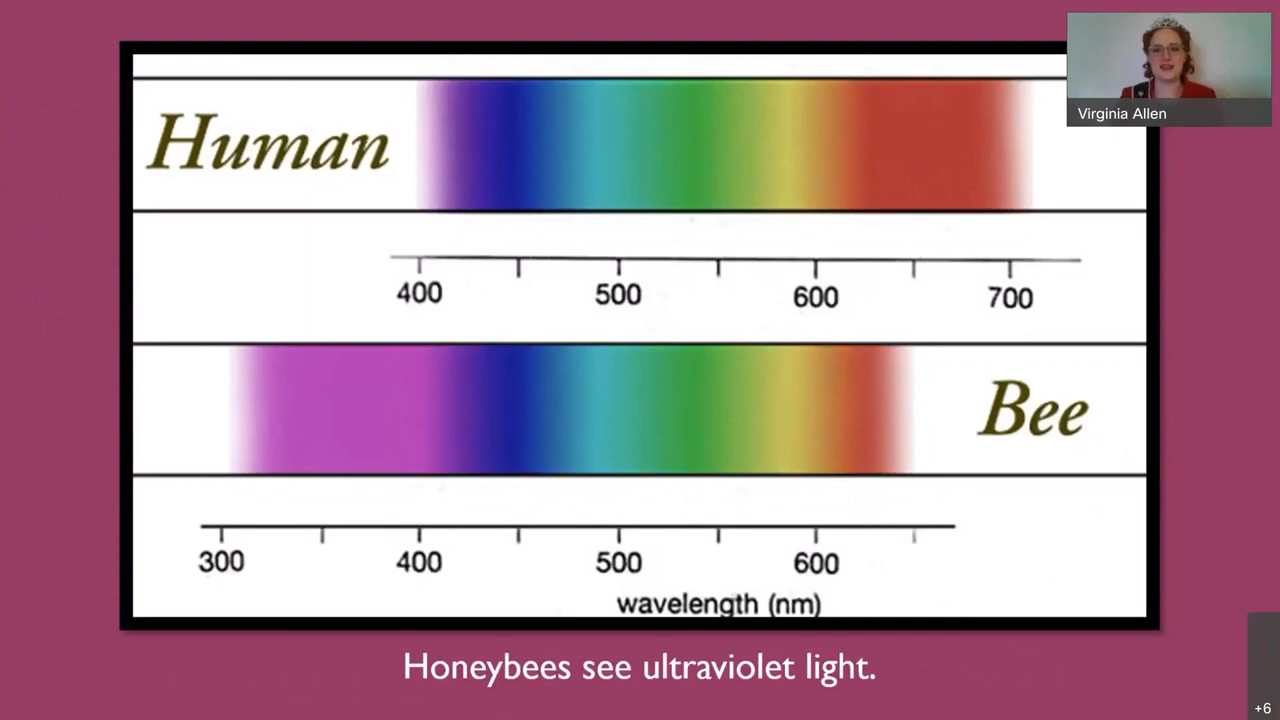 Virginia Allen
Human
400 500 600 700
Bee
300 400 500 600
wavelength (nm)
Honeybees see ultraviolet light.
+6